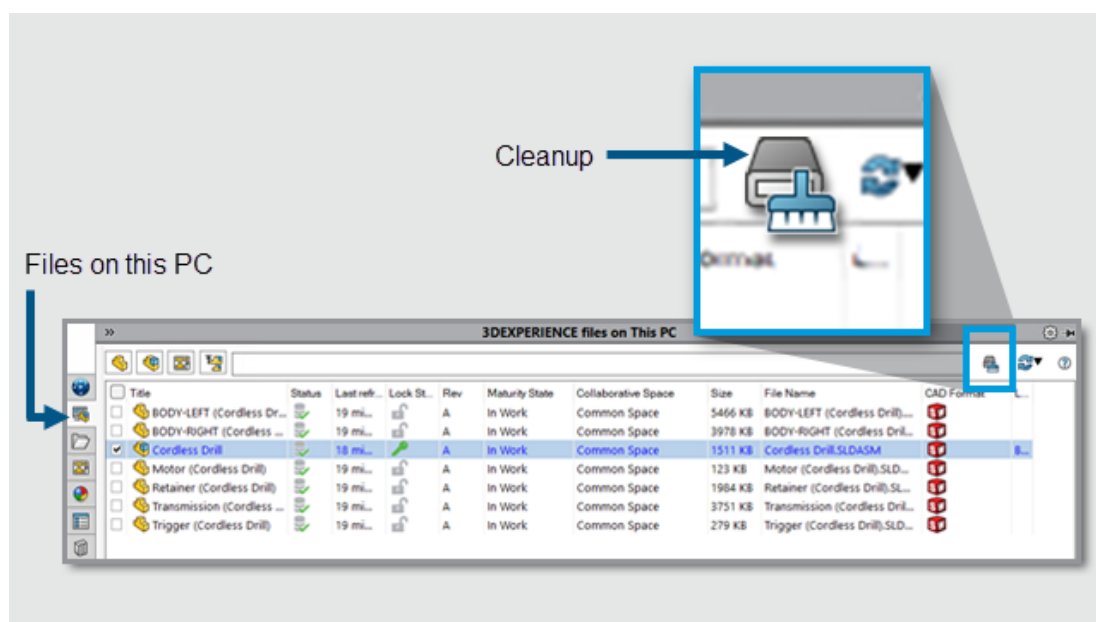 Cleanup
Files on this PC
ormat
» 3DEXPERIENCE files on This PC
Title Status Last refr... Lock St... Rev Maturity State Collaborative Space Size File Name CAD Format L...
BODY-LEFT (Cordless Dr... 19 mi... A In Work Common Space 5466 KB BODY-LEFT (Cordless Drill)....
BODY-RIGHT (Cordless ... 19 mi... A In Work Common Space 3978 KB BODY-RIGHT (Cordless Dril...
Cordless Drill 18 mi... A In Work Common Space 1511 KB Cordless Drill.SLDASM B...
Motor (Cordless Drill) 19 mi... A In Work Common Space 123 KB Motor (Cordless Drill).SLD...
Retainer (Cordless Drill) 19 mi... A In Work Common Space 1984 KB Retainer (Cordless Drill).SL...
Transmission (Cordless ... 19 mi... A In Work Common Space 3751 KB Transmission (Cordless Dril...
Trigger (Cordless Drill) 19 mi... A In Work Common Space 279 KB Trigger (Cordless Drill).SLD...